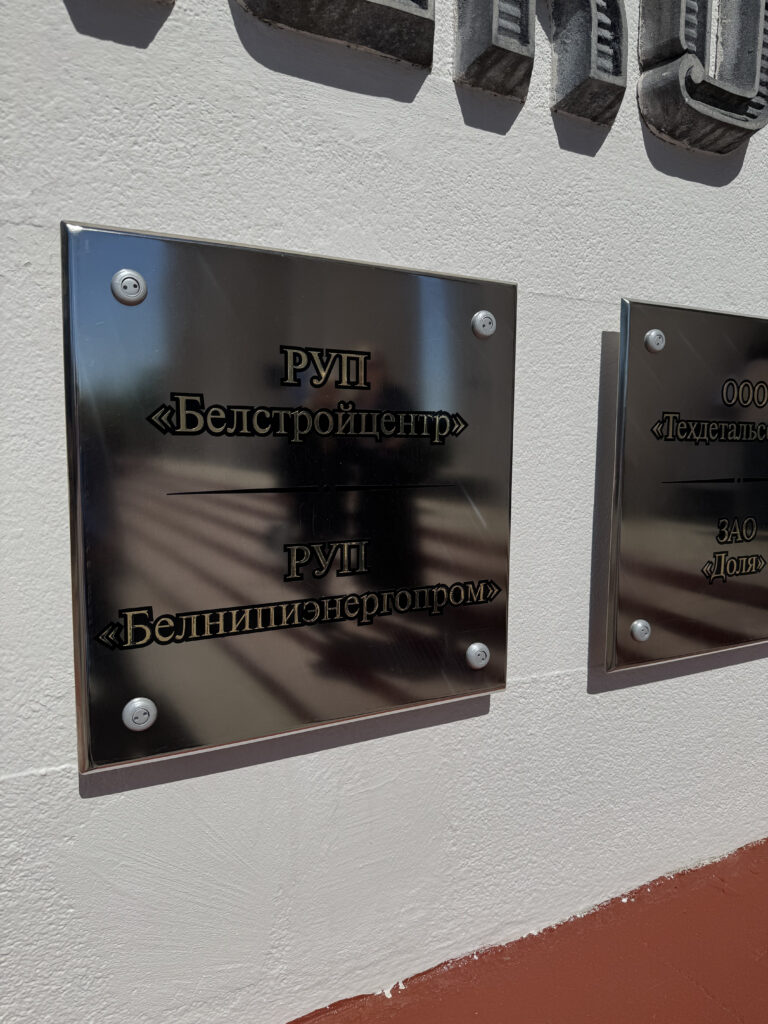 РУП
«Белстройцентр»
РУП
«Белнипиэнергопром»
ООО
ЗАО
«Доля»